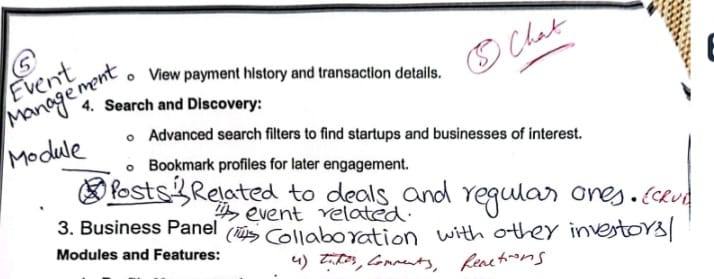 ⑤ Chat
⑤
Event
Management
Module
o View payment history and transaction details.
4. Search and Discovery:
o Advanced search filters to find startups and businesses of interest.
o Bookmark profiles for later engagement.
Posts i) Related to deals and regular ones. (CRUD
ii) event related.
3. Business Panel (iii) Collaboration with other investors/
Modules and Features:
4) Likes, Comments, Reactions